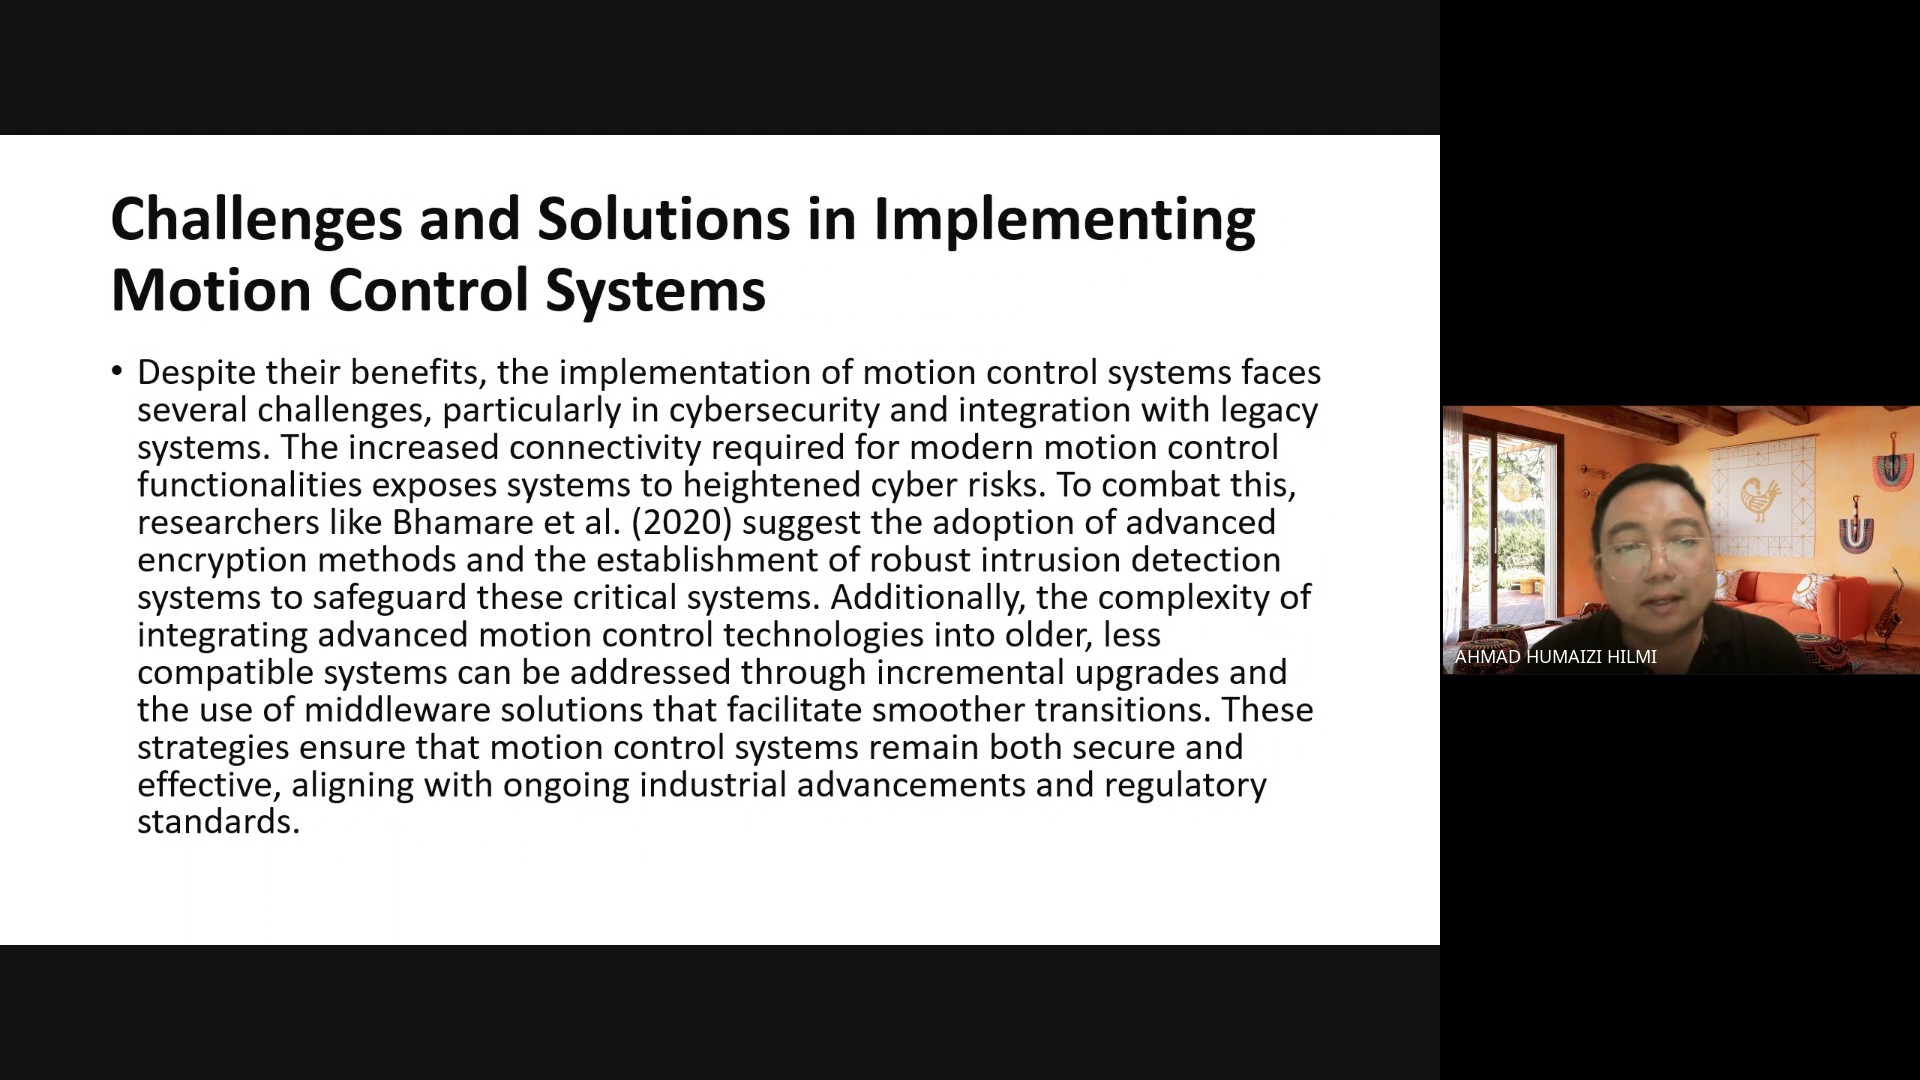 Challenges and Solutions in Implementing
Motion Control Systems
• Despite their benefits, the implementation of motion control systems faces
several challenges, particularly in cybersecurity and integration with legacy
systems. The increased connectivity required for modern motion control
functionalities exposes systems to heightened cyber risks. To combat this,
researchers like Bhamare et al. (2020) suggest the adoption of advanced
encryption methods and the establishment of robust intrusion detection
systems to safeguard these critical systems. Additionally, the complexity of
integrating advanced motion control technologies into older, less
compatible systems can be addressed through incremental upgrades and
the use of middleware solutions that facilitate smoother transitions. These
strategies ensure that motion control systems remain both secure and
effective, aligning with ongoing industrial advancements and regulatory
standards.
AHMAD HUMAIZI HILMI